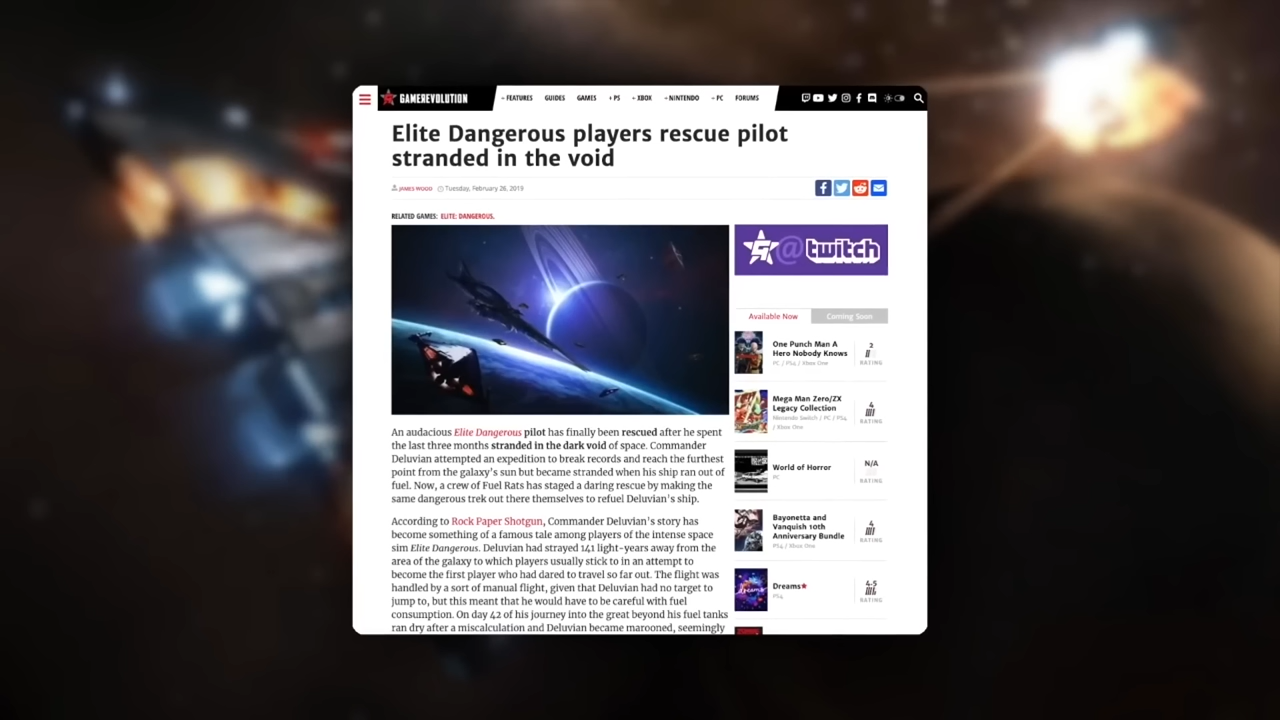 GAMEREVOLUTION
FEATURES GUIDES GAMES PS XBOX NINTENDO PC FORUMS
Elite Dangerous players rescue pilot
stranded in the void
JAMES WOOD Tuesday, February 26, 2019
RELATED GAMES: ELITE: DANGEROUS.
G@twitch
Available Now Coming Soon
One Punch Man A
Hero Nobody Knows
PC / PS4 / Xbox One
2
RATING
Mega Man Zero/ZX
Legacy Collection
Nintendo Switch / PC / PS4
/ Xbox One
4
RATING
World of Horror
PC
N/A
RATING
Bayonetta and
Vanquish 10th
Anniversary Bundle
PS4 / Xbox One
4
RATING
Dreams
PS4
4.5
RATING
An audacious Elite Dangerous pilot has finally been rescued after he spent
the last three months stranded in the dark void of space. Commander
Deluvian attempted an expedition to break records and reach the furthest
point from the galaxy's sun but became stranded when his ship ran out of
fuel. Now, a crew of Fuel Rats has staged a daring rescue by making the
same dangerous trek out there themselves to refuel Deluvian's ship.
According to Rock Paper Shotgun, Commander Deluvian's story has
become something of a famous tale among players of the intense space
sim Elite Dangerous. Deluvian had strayed 141 light-years away from the
area of the galaxy to which players usually stick to in an attempt to
become the first player who had dared to travel so far out. The flight was
handled by a sort of manual flight, given that Deluvian had no target to
jump to, but this meant that he would have to be careful with fuel
consumption. On day 42 of his journey into the great beyond his fuel tanks
ran dry after a miscalculation and Deluvian became marooned, seemingly